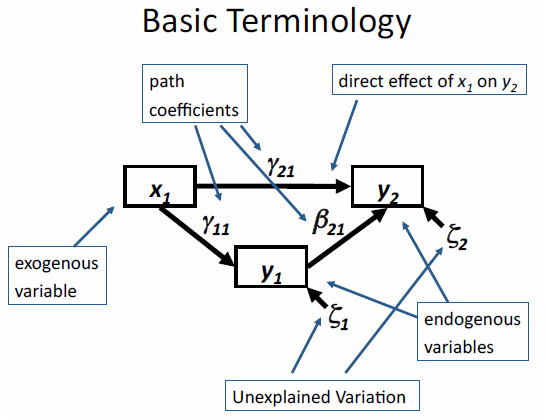 Basic Terminology
path
coefficients
direct effect of x₁ on y₂
γ₂₁
x₁
y₂
γ₁₁
β₂₁
ζ₂
exogenous
variable
y₁
ζ₁
endogenous
variables
Unexplained Variation